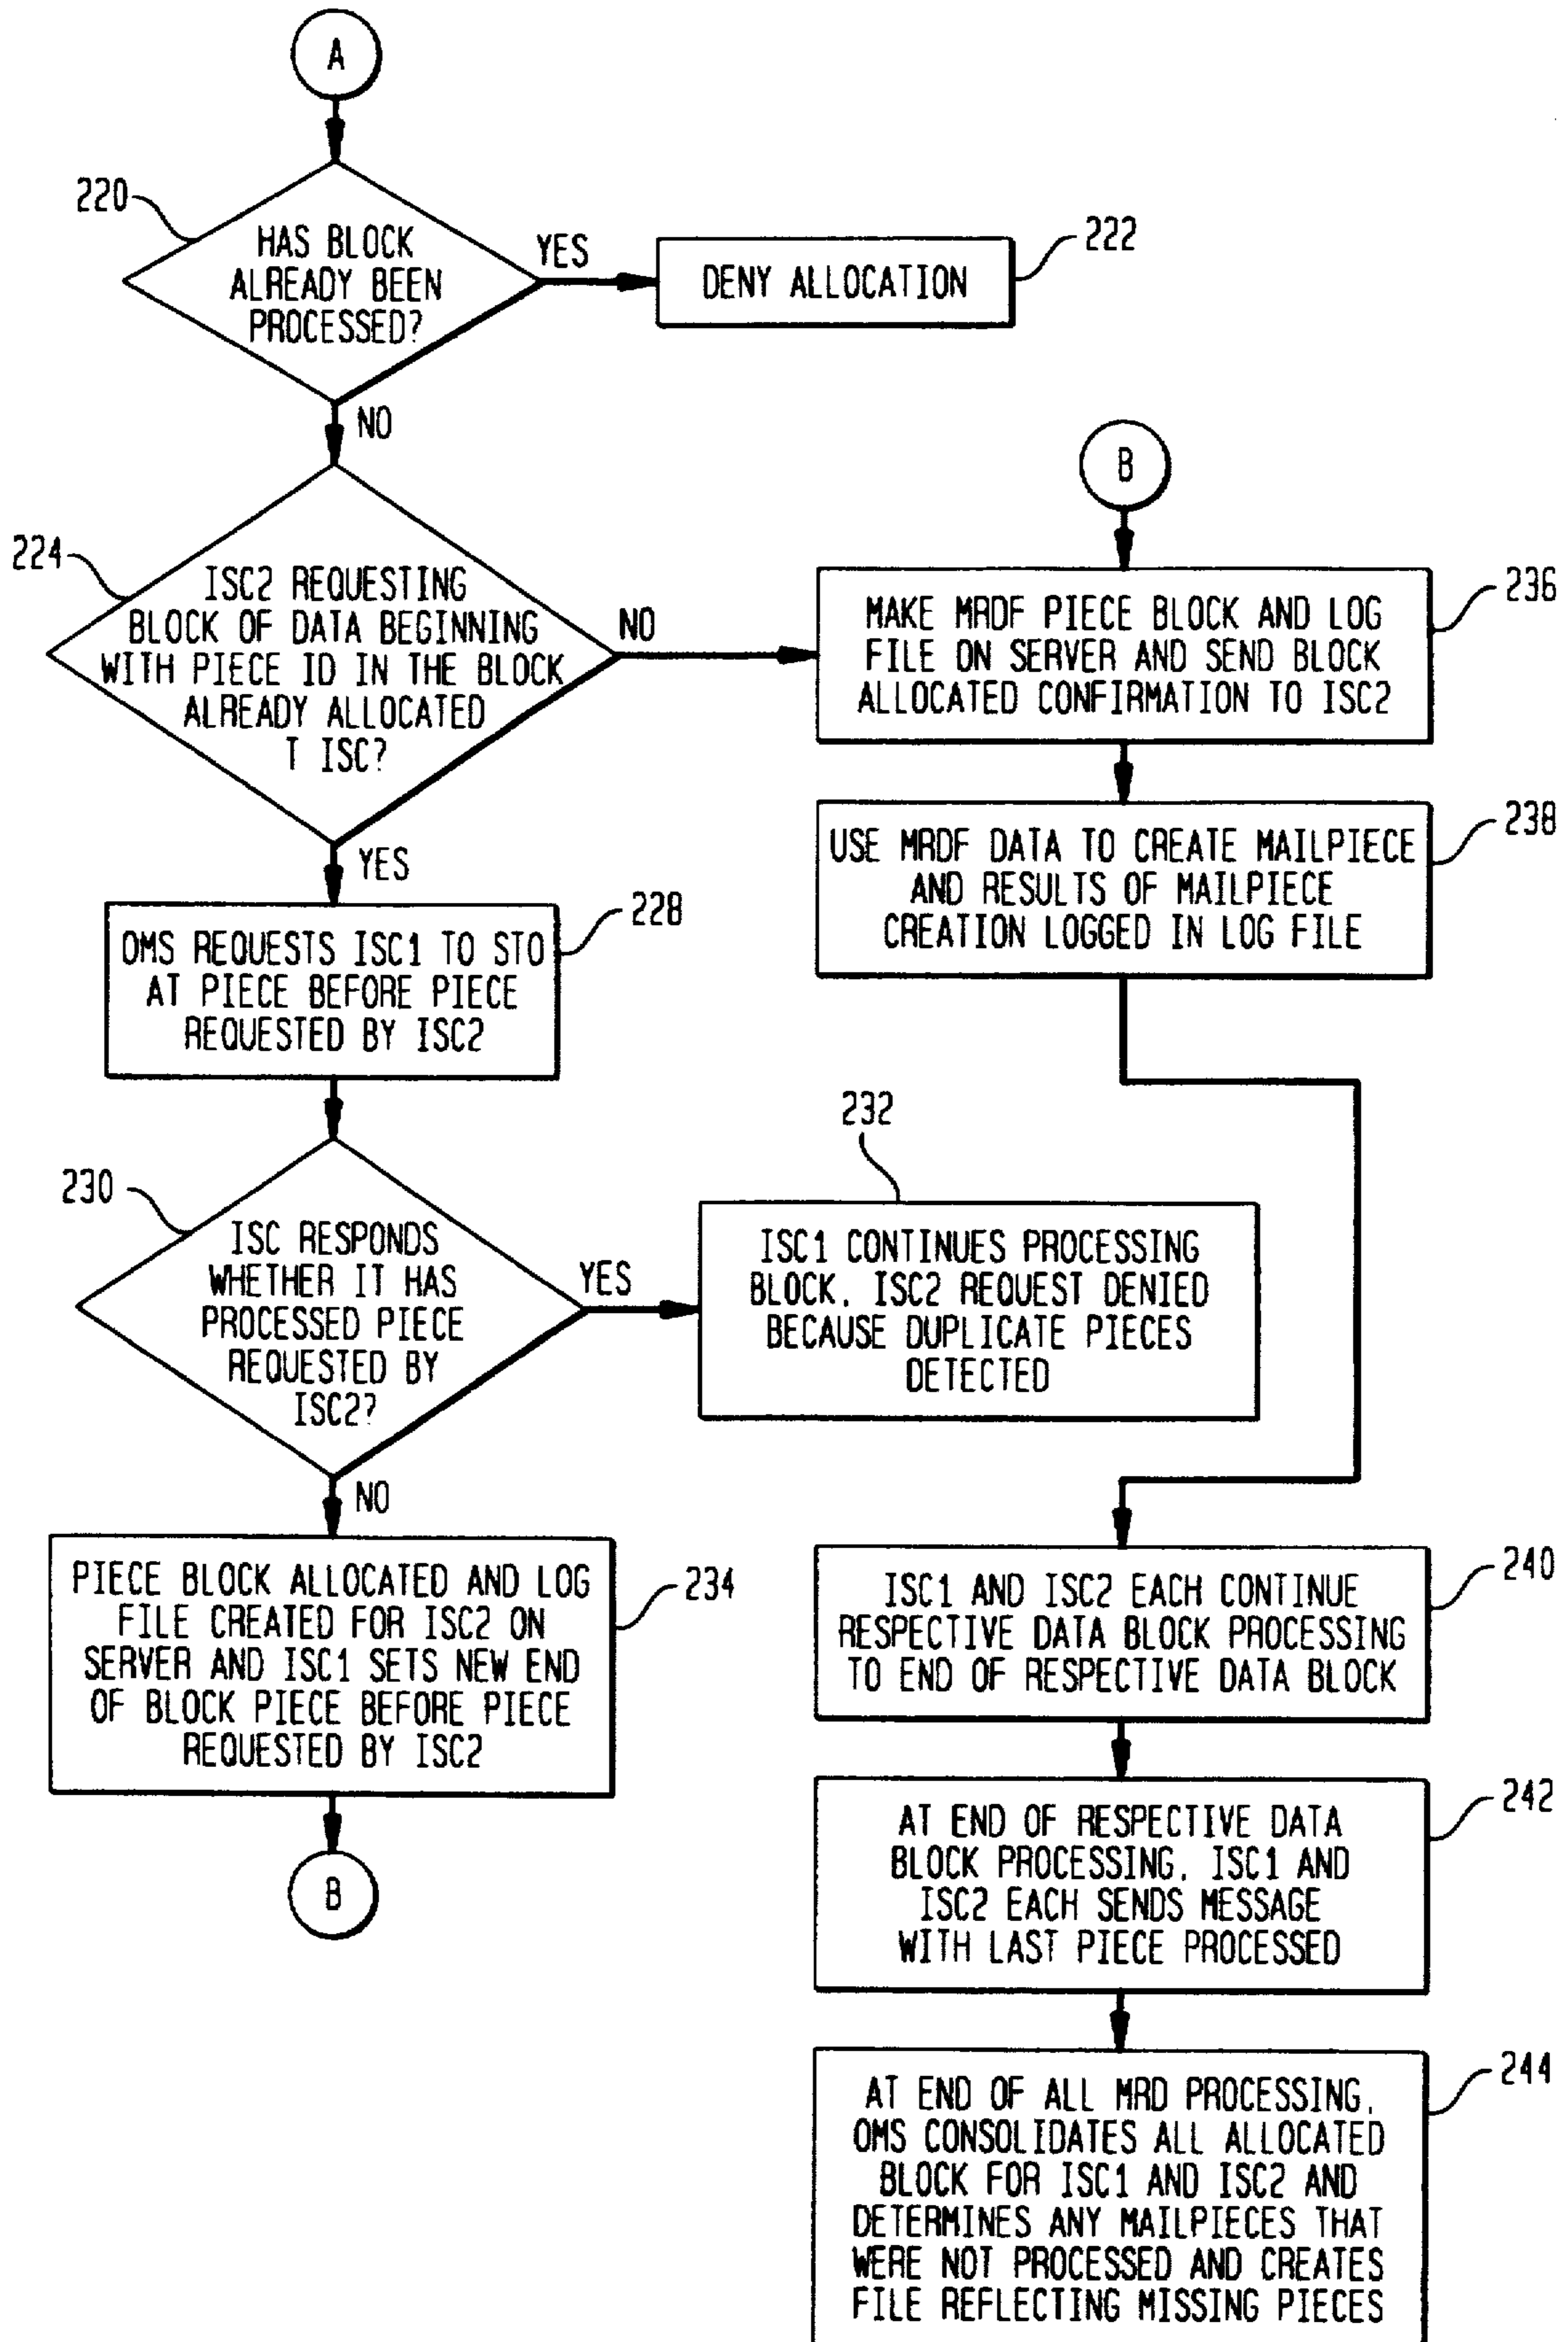 A
220
HAS BLOCK
ALREADY BEEN
PROCESSED?
YES
DENY ALLOCATION
222
NO
224
ISC2 REQUESTING
BLOCK OF DATA BEGINNING
WITH PIECE ID IN THE BLOCK
ALREADY ALLOCATED
T ISC?
NO
YES
228
OMS REQUESTS ISC1 TO STO
AT PIECE BEFORE PIECE
REQUESTED BY ISC2
230
ISC RESPONDS
WHETHER IT HAS
PROCESSED PIECE
REQUESTED BY
ISC2?
YES
232
ISC1 CONTINUES PROCESSING
BLOCK. ISC2 REQUEST DENIED
BECAUSE DUPLICATE PIECES
DETECTED
NO
PIECE BLOCK ALLOCATED AND LOG
FILE CREATED FOR ISC2 ON
SERVER AND ISC1 SETS NEW END
OF BLOCK PIECE BEFORE PIECE
REQUESTED BY ISC2
234
B
B
MAKE MRDF PIECE BLOCK AND LOG
FILE ON SERVER AND SEND BLOCK
ALLOCATED CONFIRMATION TO ISC2
236
USE MRDF DATA TO CREATE MAILPIECE
AND RESULTS OF MAILPIECE
CREATION LOGGED IN LOG FILE
238
ISC1 AND ISC2 EACH CONTINUE
RESPECTIVE DATA BLOCK PROCESSING
TO END OF RESPECTIVE DATA BLOCK
240
AT END OF RESPECTIVE DATA
BLOCK PROCESSING. ISC1 AND
ISC2 EACH SENDS MESSAGE
WITH LAST PIECE PROCESSED
242
AT END OF ALL MRD PROCESSING.
OMS CONSOLIDATES ALL ALLOCATED
BLOCK FOR ISC1 AND ISC2 AND
DETERMINES ANY MAILPIECES THAT
WERE NOT PROCESSED AND CREATES
FILE REFLECTING MISSING PIECES
244